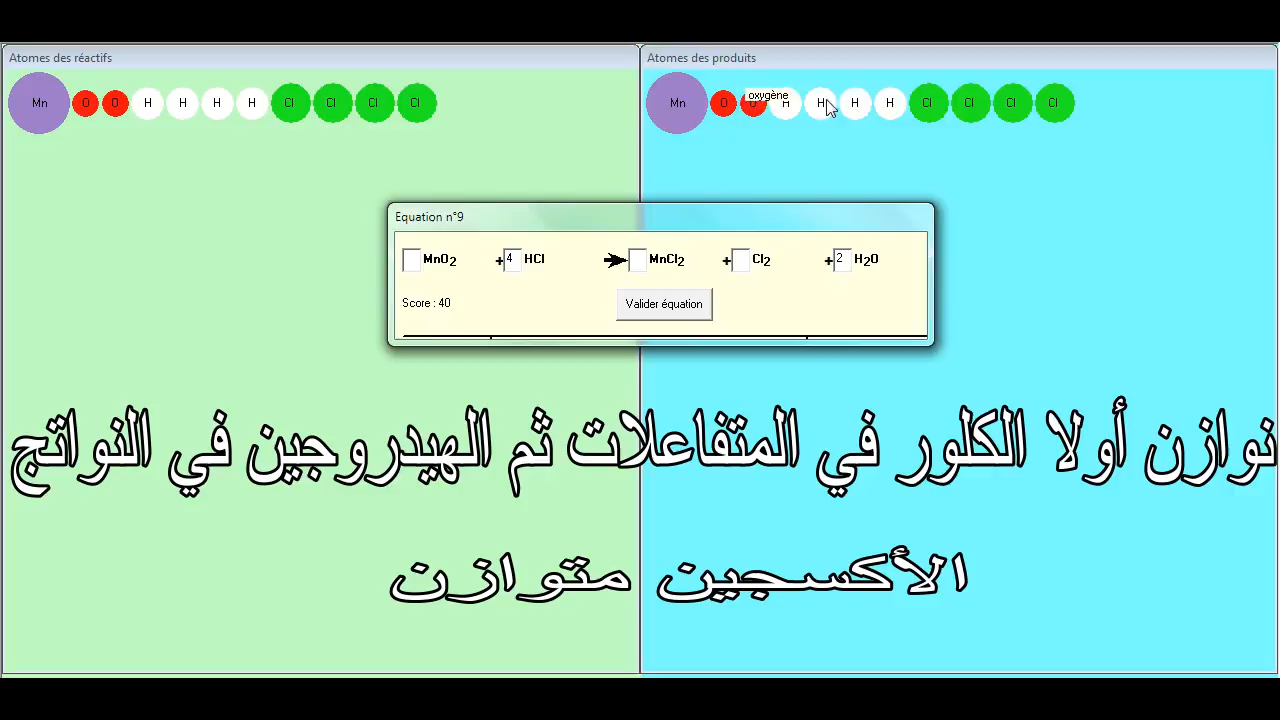 Atomes des réactifs
Atomes des produits
Mn O O H H H H Cl Cl Cl Cl
Mn O O H H H H Cl Cl Cl Cl
oxygène
Equation n°9
MnO2 +4 HCl → MnCl2 + Cl2 +2 H2O
Score : 40
Valider équation
نوازن أولا الكلور في المتفاعلات ثم الهيدروجين في النواتج
الأكسجين متوازن